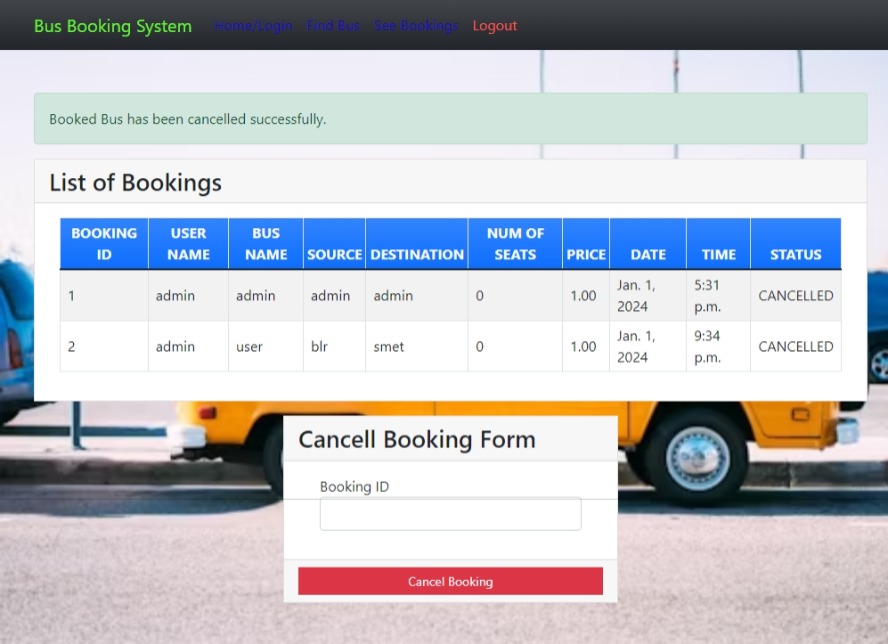 Bus Booking System Home/Login Find Bus See Bookings Logout
Booked Bus has been cancelled successfully.
List of Bookings
BOOKING ID USER NAME BUS NAME SOURCE DESTINATION NUM OF SEATS PRICE DATE TIME STATUS
1 admin admin admin admin 0 1.00 Jan. 1, 2024 5:31 p.m. CANCELLED
2 admin user blr smet 0 1.00 Jan. 1, 2024 9:34 p.m. CANCELLED
Cancell Booking Form
Booking ID
Cancel Booking